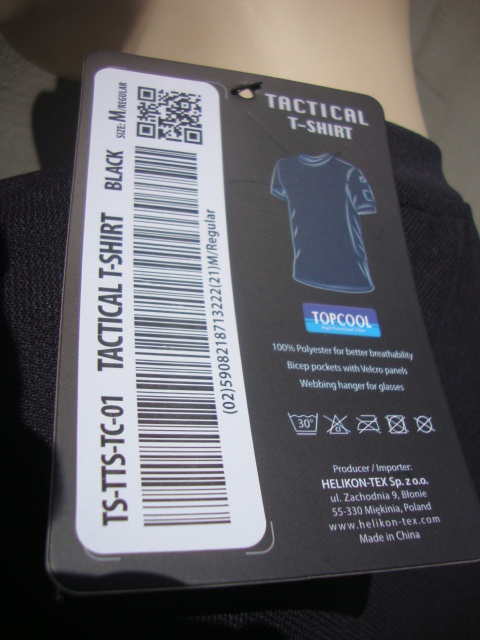 TACTICAL
T-SHIRT
TOPCOOL
100% Polyester for better breathability
Bicep pockets with Velcro panels
Webbing hanger for glasses
30°
Producer / Importer:
HELIKON-TEX Sp. z o.o.
ul. Zachodnia 9, Błonie
55-330 Miękinia, Poland
www.helikon-tex.com
Made in China
TS-TTS-TC-01 TACTICAL T-SHIRT BLACK SIZE: M/REGULAR
(02)5908218713222(21)M/Regular